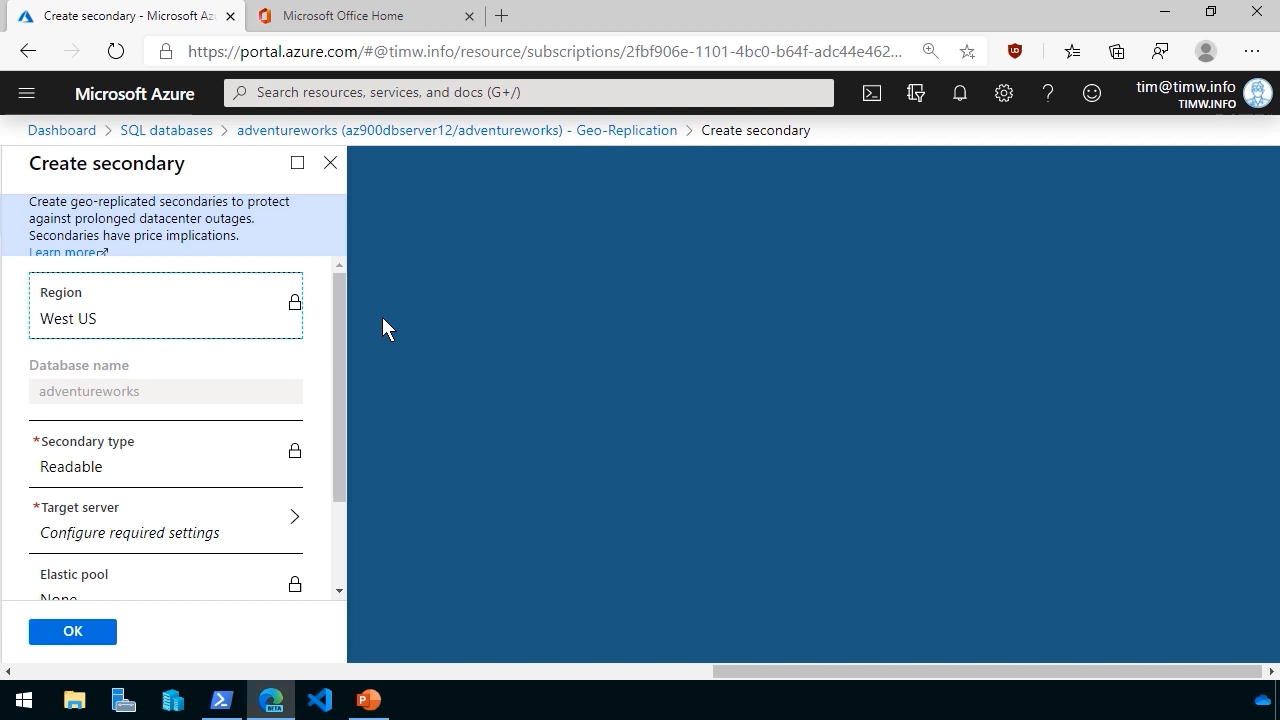 Create secondary - Microsoft Az
Microsoft Office Home
https://portal.azure.com/#@timw.info/resource/subscriptions/2fbf906e-1101-4bc0-b64f-adc44e462...
Microsoft Azure
Search resources, services, and docs (G+/)
tim@timw.info
TIMW.INFO
Dashboard > SQL databases > adventureworks (az900dbserver12/adventureworks) - Geo-Replication > Create secondary
Create secondary
Create geo-replicated secondaries to protect
against prolonged datacenter outages.
Secondaries have price implications.
Learn more
Region
West US
Database name
adventureworks
*Secondary type
Readable
*Target server
Configure required settings
Elastic pool
None
OK
BETA